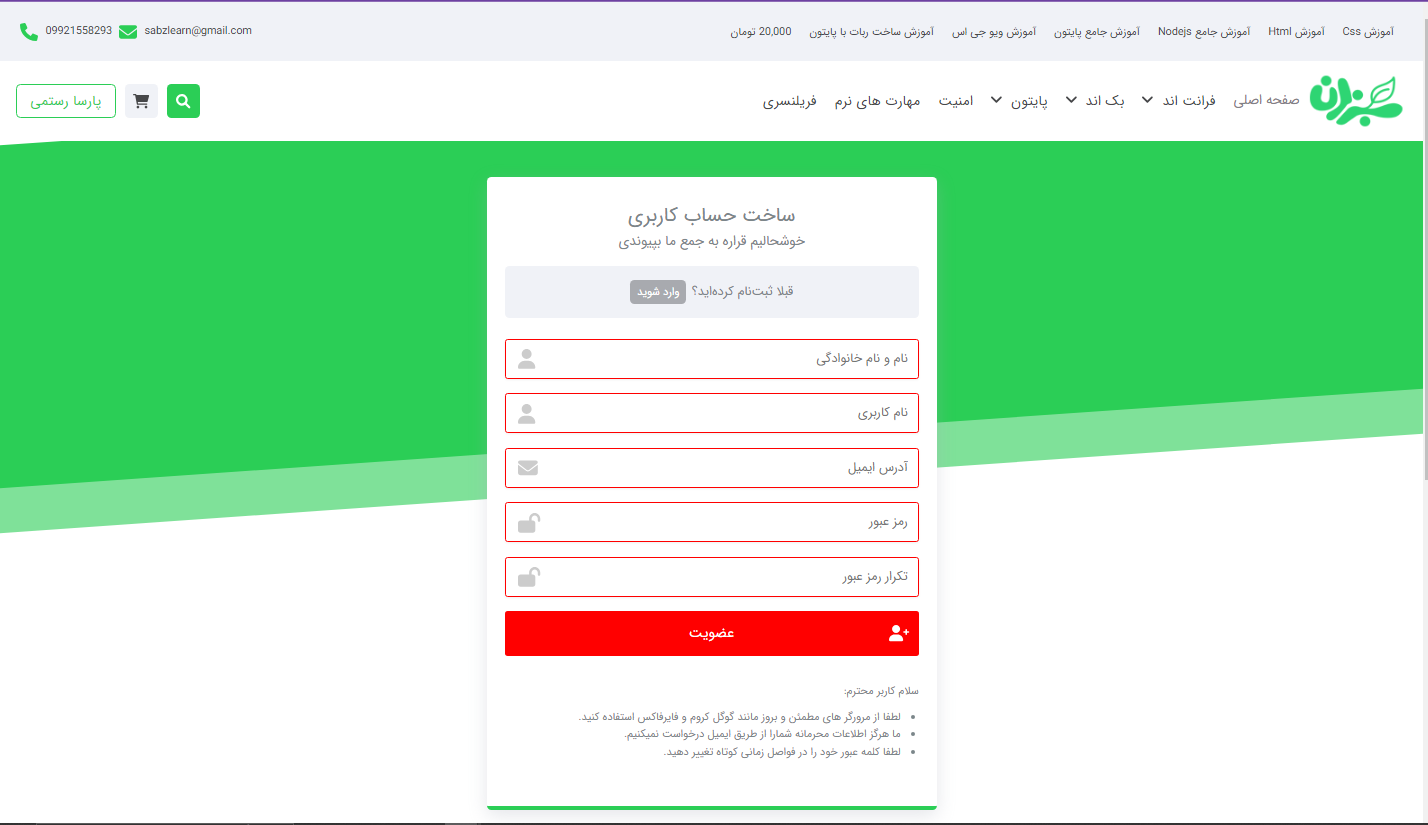 آموزش Css آموزش Html آموزش جامع Nodejs آموزش جامع پایتون آموزش ویو جی اس آموزش ساخت ربات با پایتون 20,000 تومان sabzlearn@gmail.com 09921558293
سبزلرن صفحه اصلی فرانت اند بک اند پایتون امنیت مهارت های نرم فریلنسری پارسا رستمی
ساخت حساب کاربری
خوشحالیم قراره به جمع ما بپیوندی
قبلا ثبت‌نام کرده‌اید؟ وارد شوید
نام و نام خانوادگی
نام کاربری
آدرس ایمیل
رمز عبور
تکرار رمز عبور
عضویت
سلام کاربر محترم:
لطفا از مرورگر های مطمئن و بروز مانند گوگل کروم و فایرفاکس استفاده کنید.
ما هرگز اطلاعات محرمانه شمارا از طریق ایمیل درخواست نمیکنیم.
لطفا کلمه عبور خود را در فواصل زمانی کوتاه تغییر دهید.